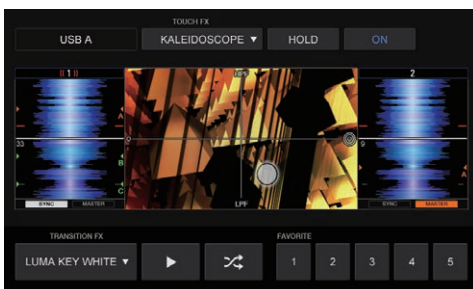 TOUCH FX
USB A
KALEIDOSCOPE
HOLD
ON
1
2
HPF
A
33
9
B
A
C
LPF
SYNC
MASTER
SYNC
MASTER
TRANSITION FX
FAVORITE
LUMA KEY WHITE
1
2
3
4
5